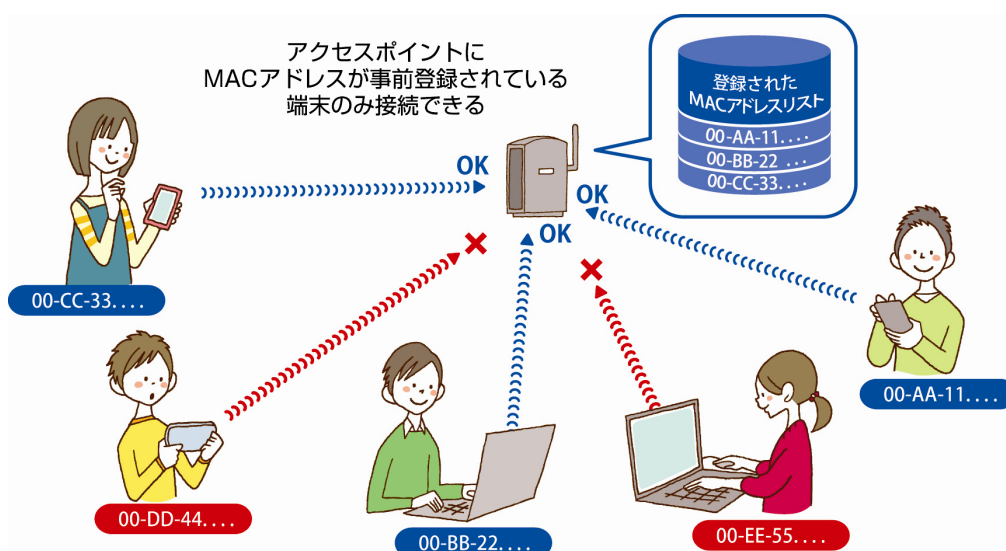 アクセスポイントに
MACアドレスが事前登録されている
端末のみ接続できる
登録された
MACアドレスリスト
00-AA-11....
00-BB-22 ...
00-CC-33....
OK
OK
OK
00-CC-33....
00-AA-11....
00-DD-44....
00-BB-22....
00-EE-55....